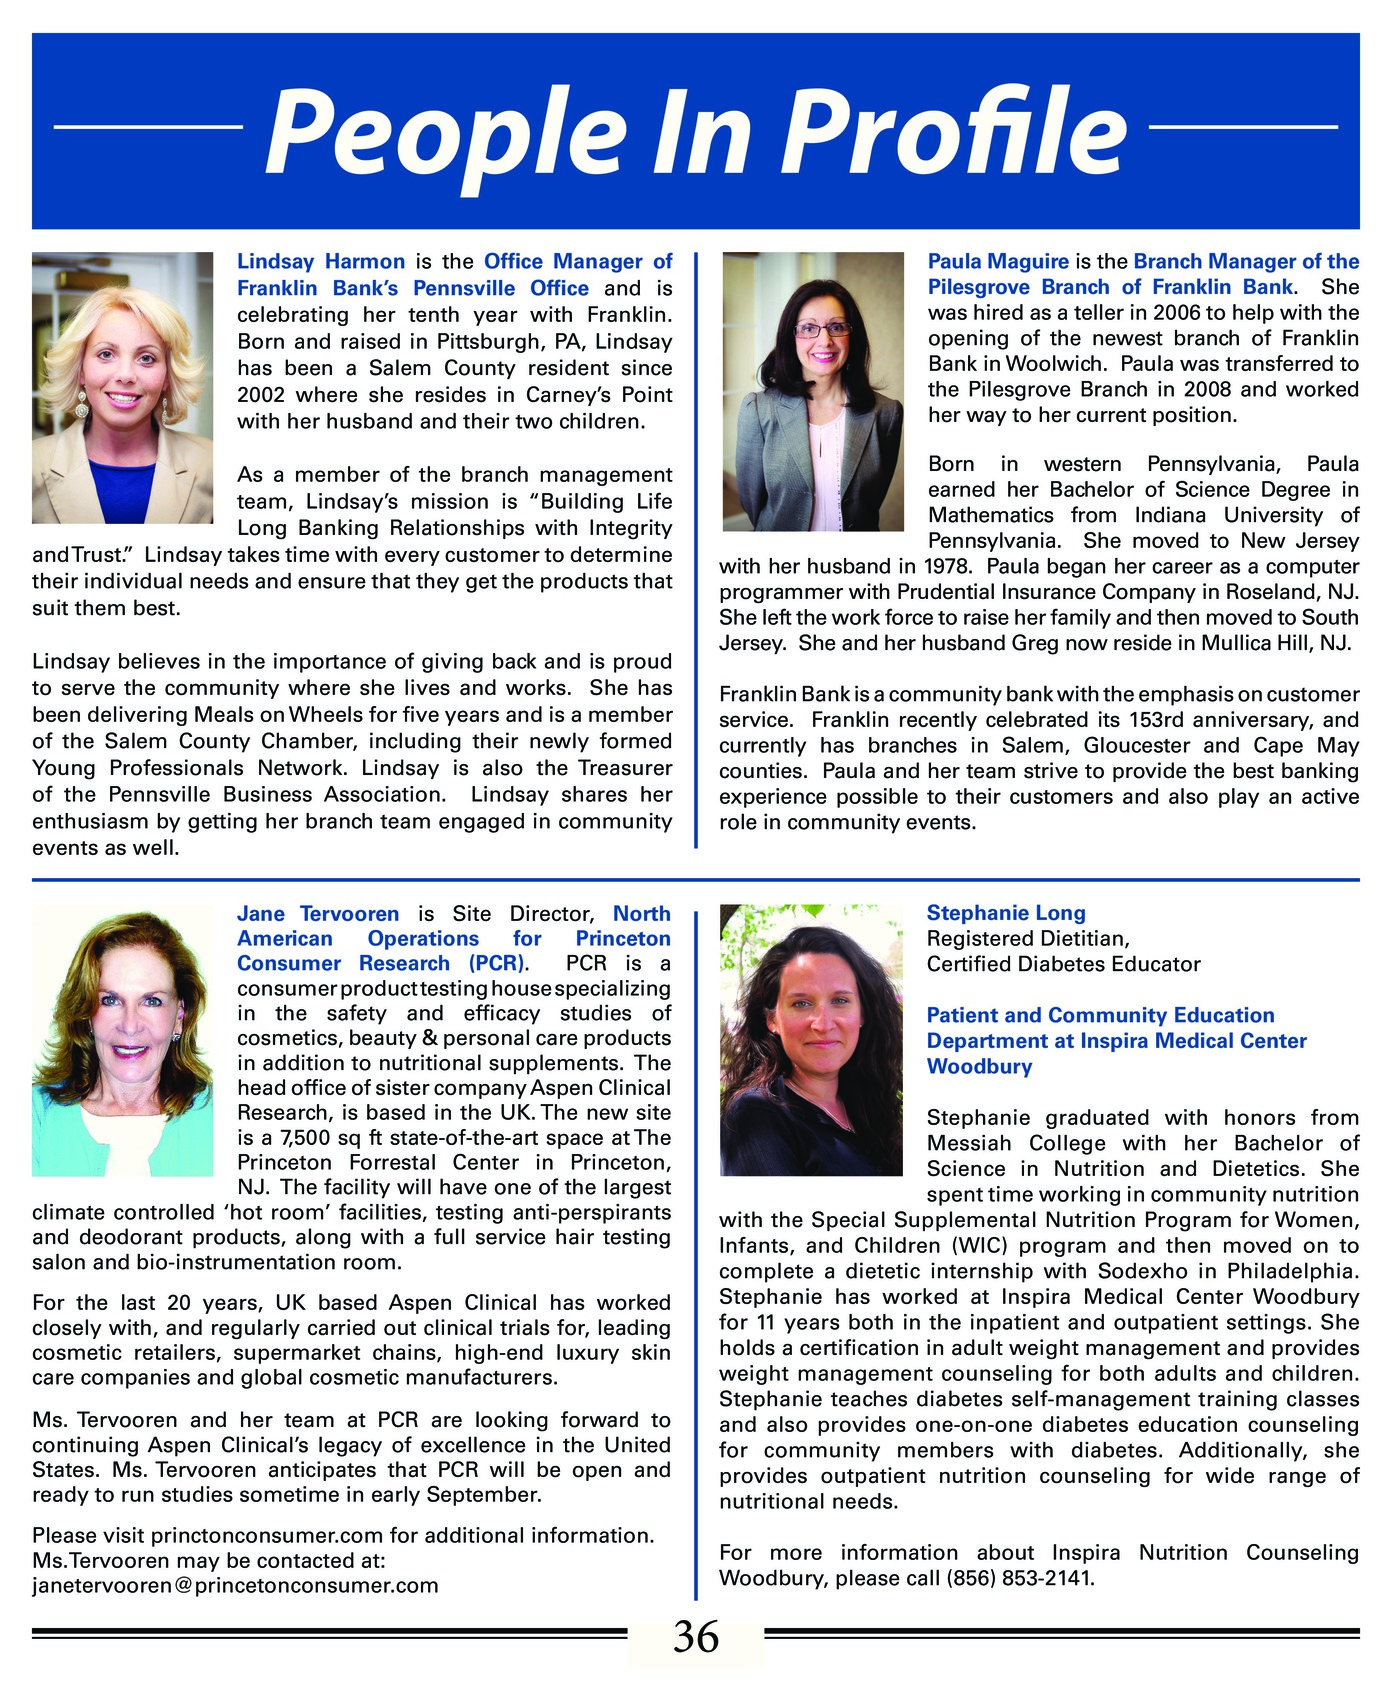 People In Profile
Lindsay Harmon is the Office Manager of
Franklin Bank's Pennsville Office and is
celebrating her tenth year with Franklin.
Born and raised in Pittsburgh, PA, Lindsay
has been a Salem County resident since
2002 where she resides in Carney's Point
with her husband and their two children.
As a member of the branch management
team, Lindsay's mission is “Building Life
Long Banking Relationships with Integrity
and Trust.” Lindsay takes time with every customer to determine
their individual needs and ensure that they get the products that
suit them best.
Lindsay believes in the importance of giving back and is proud
to serve the community where she lives and works. She has
been delivering Meals on Wheels for five years and is a member
of the Salem County Chamber, including their newly formed
Young Professionals Network. Lindsay is also the Treasurer
of the Pennsville Business Association. Lindsay shares her
enthusiasm by getting her branch team engaged in community
events as well.
Paula Maguire is the Branch Manager of the
Pilesgrove Branch of Franklin Bank. She
was hired as a teller in 2006 to help with the
opening of the newest branch of Franklin
Bank in Woolwich. Paula was transferred to
the Pilesgrove Branch in 2008 and worked
her way to her current position.
Born in western Pennsylvania, Paula
earned her Bachelor of Science Degree in
Mathematics from Indiana University of
Pennsylvania. She moved to New Jersey
with her husband in 1978. Paula began her career as a computer
programmer with Prudential Insurance Company in Roseland, NJ.
She left the work force to raise her family and then moved to South
Jersey. She and her husband Greg now reside in Mullica Hill, NJ.
Franklin Bank is a community bank with the emphasis on customer
service. Franklin recently celebrated its 153rd anniversary, and
currently has branches in Salem, Gloucester and Cape May
counties. Paula and her team strive to provide the best banking
experience possible to their customers and also play an active
role in community events.
Jane Tervooren is Site Director, North
American Operations for Princeton
Consumer Research (PCR). PCR is a
consumer product testing house specializing
in the safety and efficacy studies of
cosmetics, beauty & personal care products
in addition to nutritional supplements. The
head office of sister company Aspen Clinical
Research, is based in the UK. The new site
is a 7,500 sq ft state-of-the-art space at The
Princeton Forrestal Center in Princeton,
NJ. The facility will have one of the largest
climate controlled ‘hot room’ facilities, testing anti-perspirants
and deodorant products, along with a full service hair testing
salon and bio-instrumentation room.
For the last 20 years, UK based Aspen Clinical has worked
closely with, and regularly carried out clinical trials for, leading
cosmetic retailers, supermarket chains, high-end luxury skin
care companies and global cosmetic manufacturers.
Ms. Tervooren and her team at PCR are looking forward to
continuing Aspen Clinical's legacy of excellence in the United
States. Ms. Tervooren anticipates that PCR will be open and
ready to run studies sometime in early September.
Please visit princtonconsumer.com for additional information.
Ms.Tervooren may be contacted at:
janetervooren@princetonconsumer.com
Stephanie Long
Registered Dietitian,
Certified Diabetes Educator
Patient and Community Education
Department at Inspira Medical Center
Woodbury
Stephanie graduated with honors from
Messiah College with her Bachelor of
Science in Nutrition and Dietetics. She
spent time working in community nutrition
with the Special Supplemental Nutrition Program for Women,
Infants, and Children (WIC) program and then moved on to
complete a dietetic internship with Sodexho in Philadelphia.
Stephanie has worked at Inspira Medical Center Woodbury
for 11 years both in the inpatient and outpatient settings. She
holds a certification in adult weight management and provides
weight management counseling for both adults and children.
Stephanie teaches diabetes self-management training classes
and also provides one-on-one diabetes education counseling
for community members with diabetes. Additionally, she
provides outpatient nutrition counseling for wide range of
nutritional needs.
For more information about Inspira Nutrition Counseling
Woodbury, please call (856) 853-2141.
36